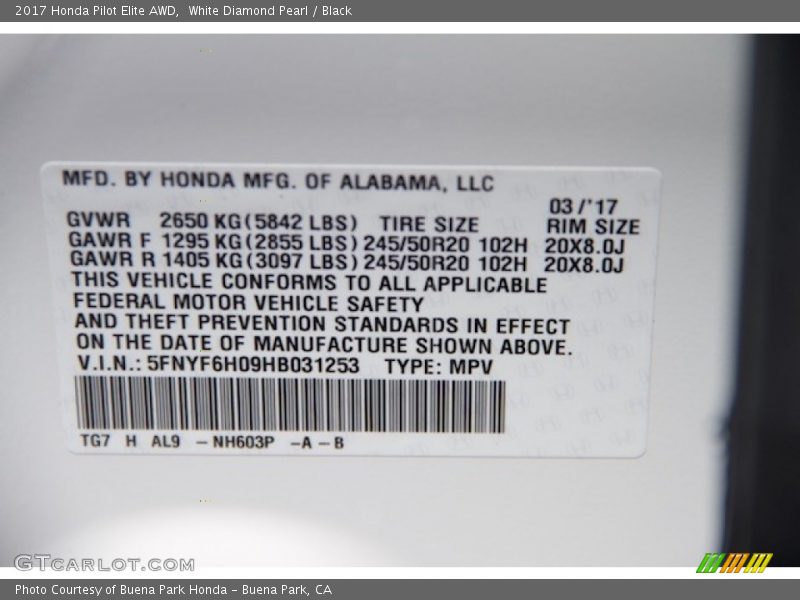 2017 Honda Pilot Elite AWD,  White Diamond Pearl / Black
MFD. BY HONDA MFG. OF ALABAMA, LLC
03/'17
GVWR 2650 KG(5842 LBS) TIRE SIZE RIM SIZE
GAWR F 1295 KG(2855 LBS) 245/50R20 102H 20X8.0J
GAWR R 1405 KG(3097 LBS) 245/50R20 102H 20X8.0J
THIS VEHICLE CONFORMS TO ALL APPLICABLE
FEDERAL MOTOR VEHICLE SAFETY
AND THEFT PREVENTION STANDARDS IN EFFECT
ON THE DATE OF MANUFACTURE SHOWN ABOVE.
V.I.N.: 5FNYF6H09HB031253 TYPE: MPV
TG7 H AL9 - NH603P - A - B
GTCARLOT.COM
Photo Courtesy of Buena Park Honda - Buena Park, CA